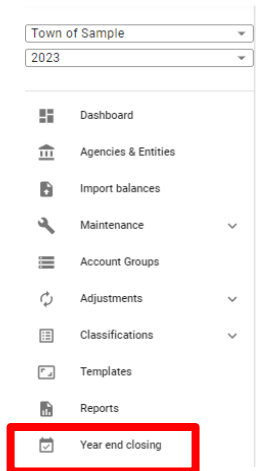 Town of Sample
2023
Dashboard
Agencies & Entities
Import balances
Maintenance
Account Groups
Adjustments
Classifications
Templates
Reports
Year end closing